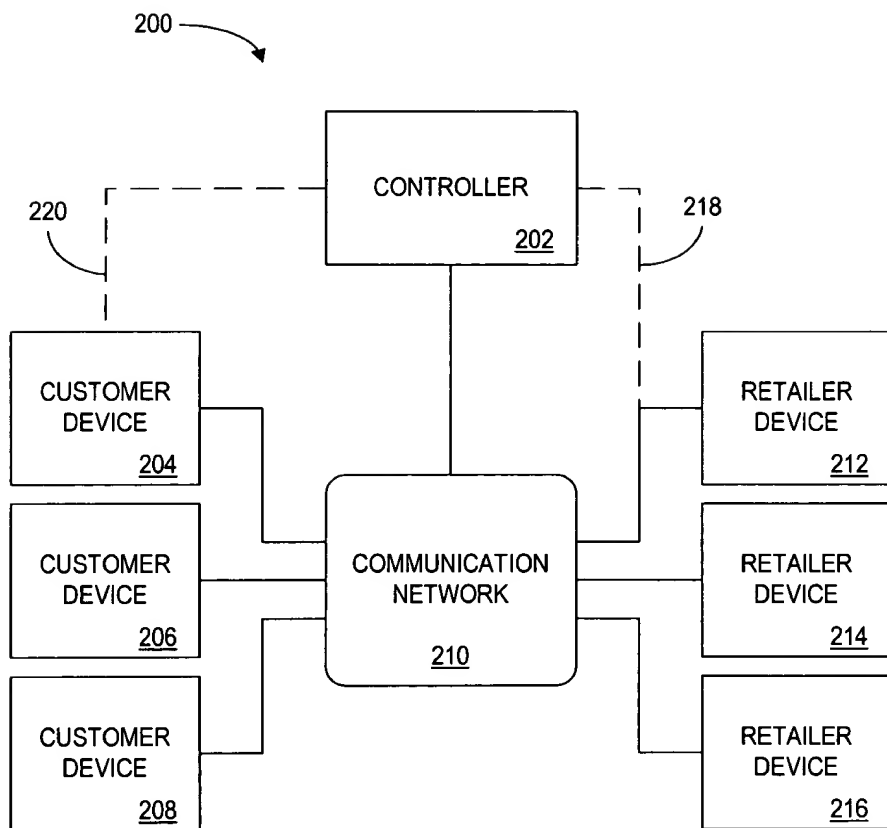 200
CONTROLLER
202
220
218
CUSTOMER
DEVICE
204
RETAILER
DEVICE
212
CUSTOMER
DEVICE
206
COMMUNICATION
NETWORK
210
RETAILER
DEVICE
214
CUSTOMER
DEVICE
208
RETAILER
DEVICE
216